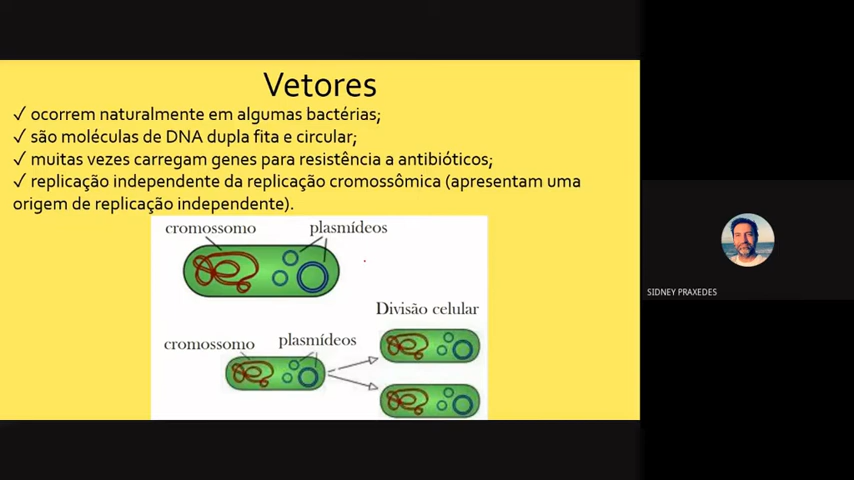 Vetores
✓ ocorrem naturalmente em algumas bactérias;
✓ são moléculas de DNA dupla fita e circular;
✓ muitas vezes carregam genes para resistência a antibióticos;
✓ replicação independente da replicação cromossômica (apresentam uma
origem de replicação independente).
cromossomo plasmídeos
Divisão celular
cromossomo plasmídeos
SIDNEY PRAXEDES